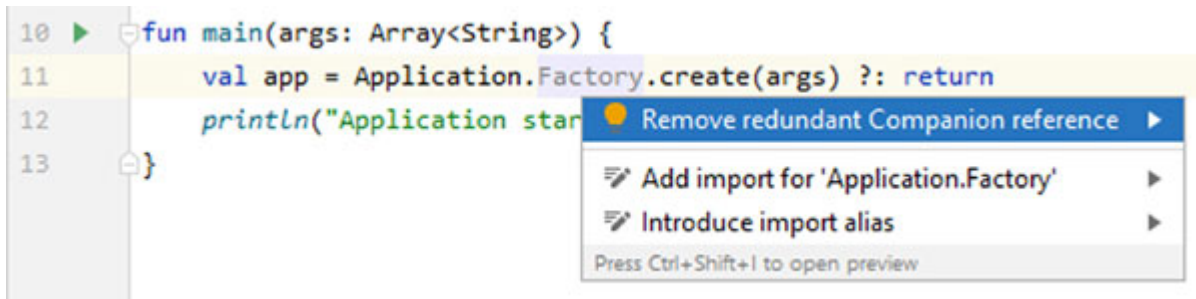 10 fun main(args: Array<String>) {
11 val app = Application.Factory.create(args) ?: return
12 println("Application star
Remove redundant Companion reference
13 }
Add import for 'Application.Factory'
Introduce import alias
Press Ctrl+Shift+I to open preview